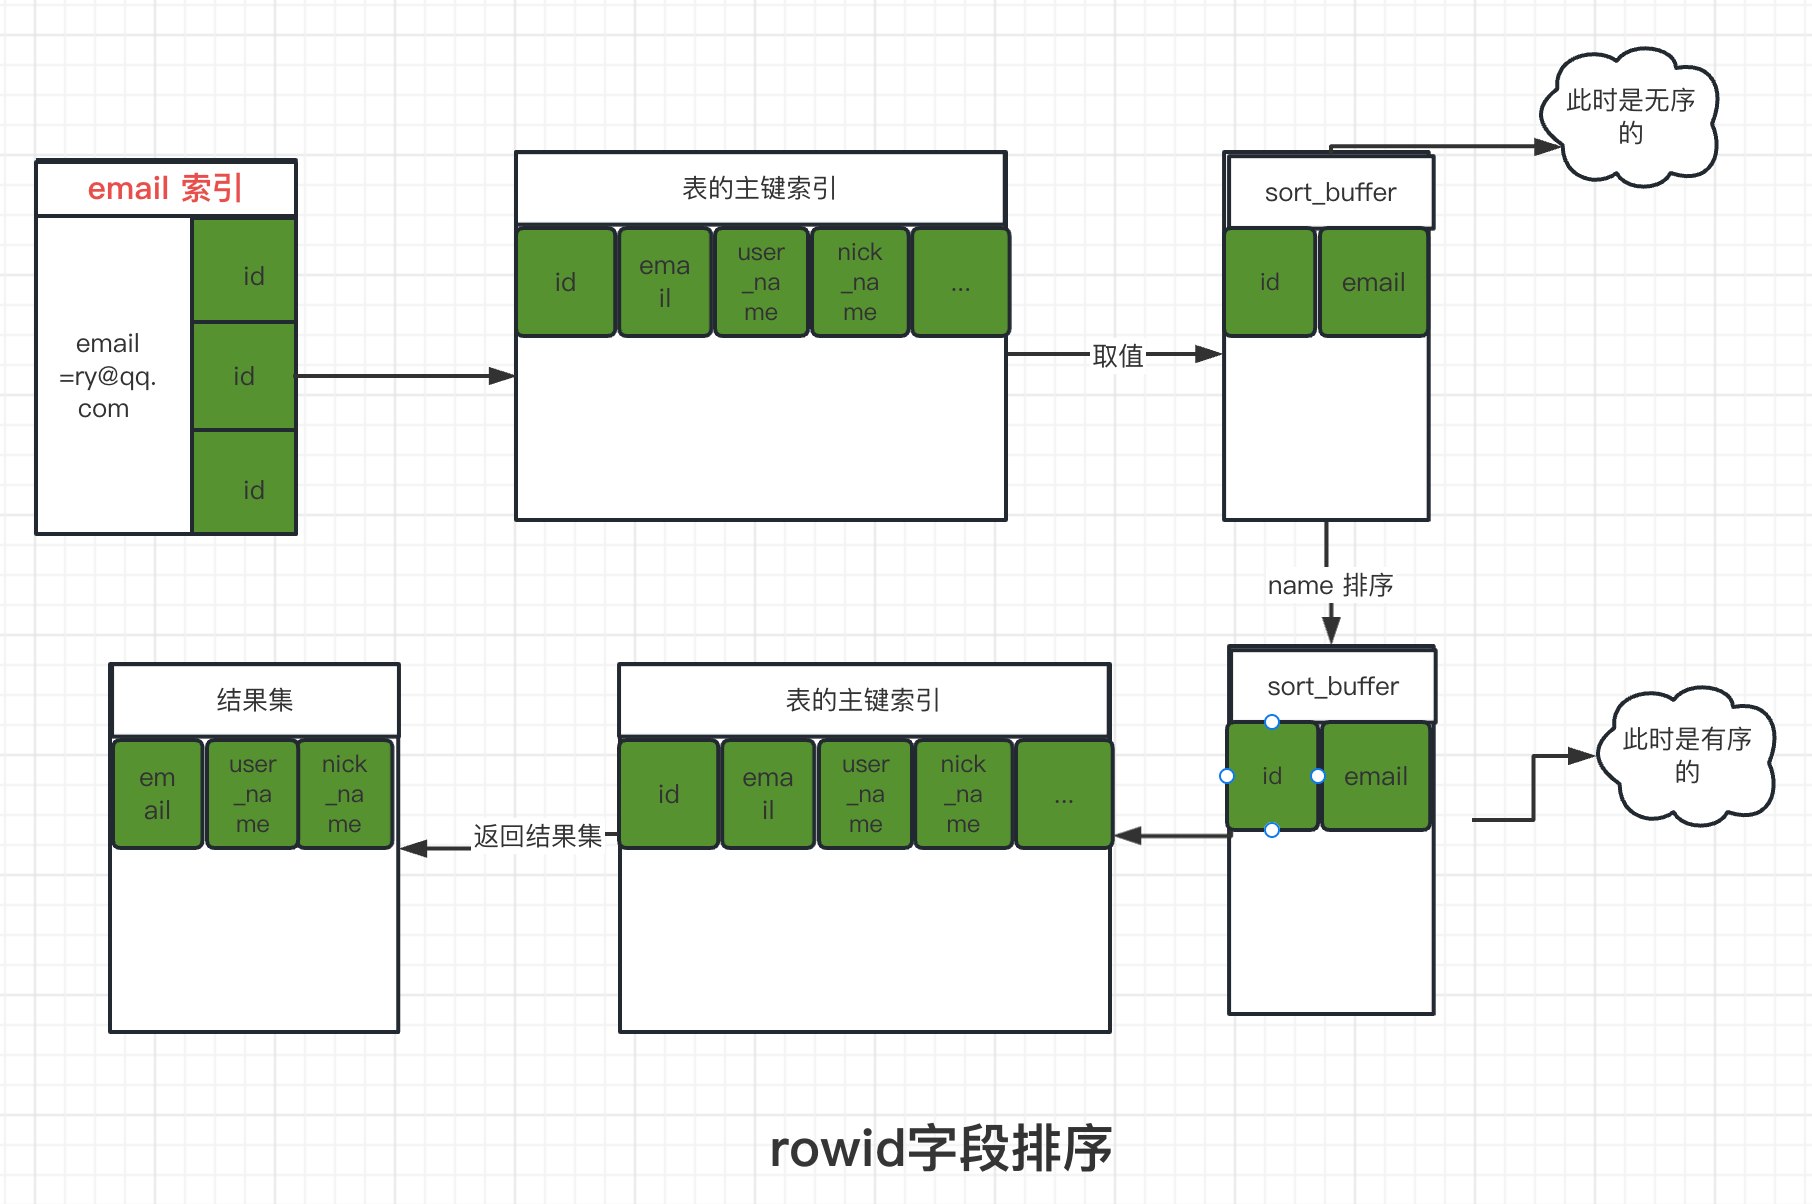 email 索引
id
email
=ry@qq.
com
id
id
表的主键索引
id
ema
il
user
_na
me
nick
_na
me
...
取值
sort_buffer
id
email
此时是无序
的
name 排序
sort_buffer
id
email
此时是有序
的
表的主键索引
id
ema
il
user
_na
me
nick
_na
me
...
返回结果集
结果集
em
ail
user
_na
me
nick
_na
me
rowid字段排序